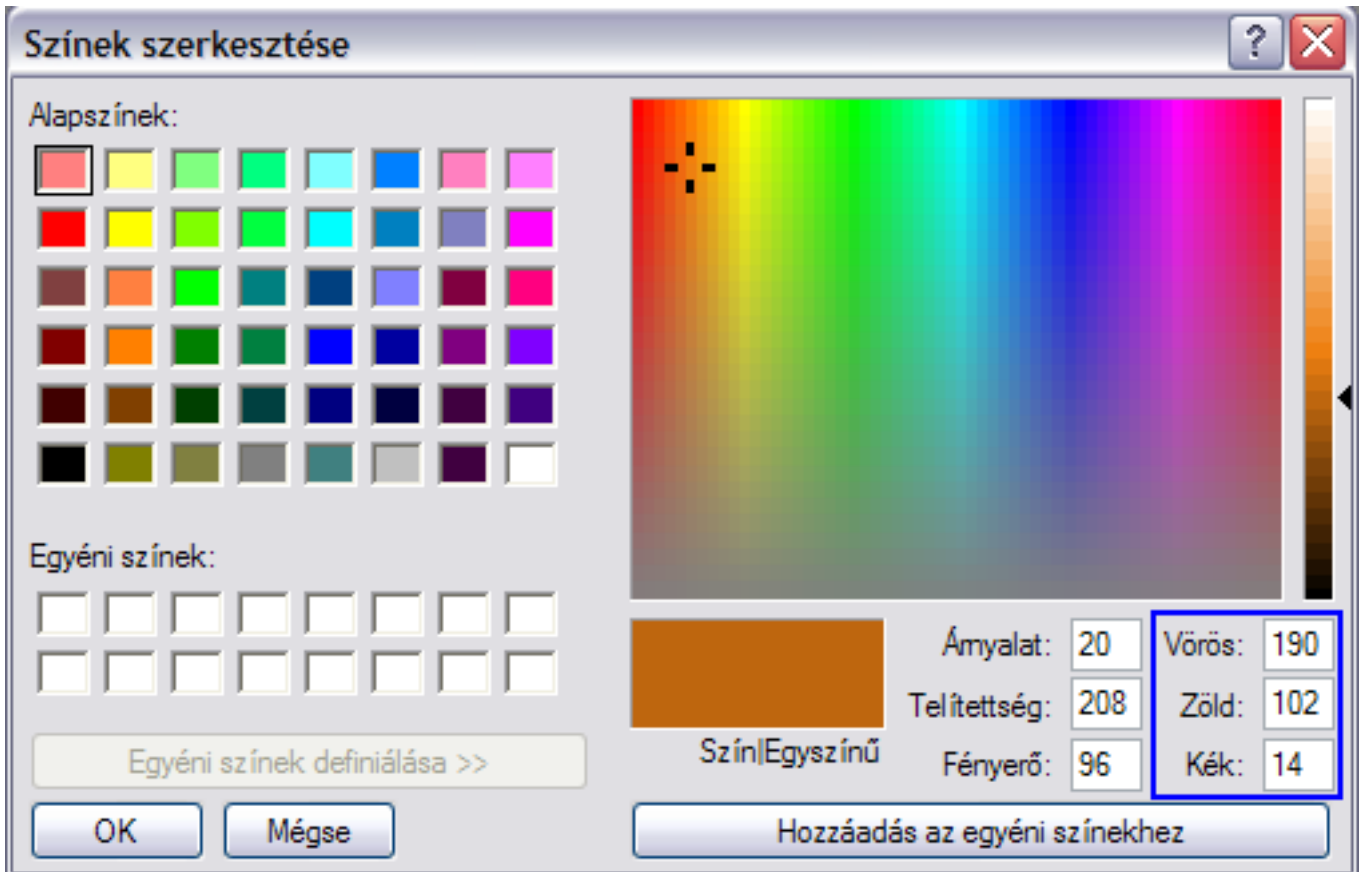 Színek szerkesztése
?
Alapszínek:
Egyéni színek:
Egyéni színek definiálása >>
OK
Mégse
Szín|Egyszínű
Árnyalat: 20
Telítettség: 208
Fényerő: 96
Vörös: 190
Zöld: 102
Kék: 14
Hozzáadás az egyéni színekhez